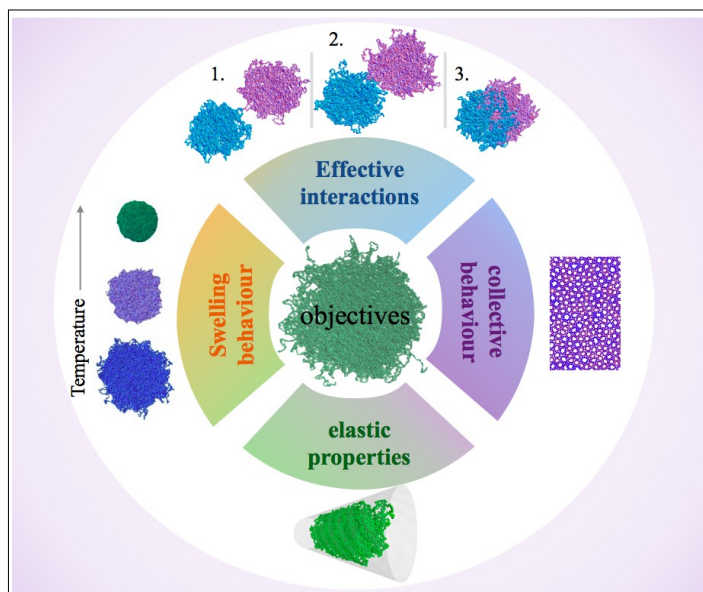 1.
2.
3.
Effective
interactions
Temperature
Swelling
behaviour
objectives
collective
behaviour
elastic
properties